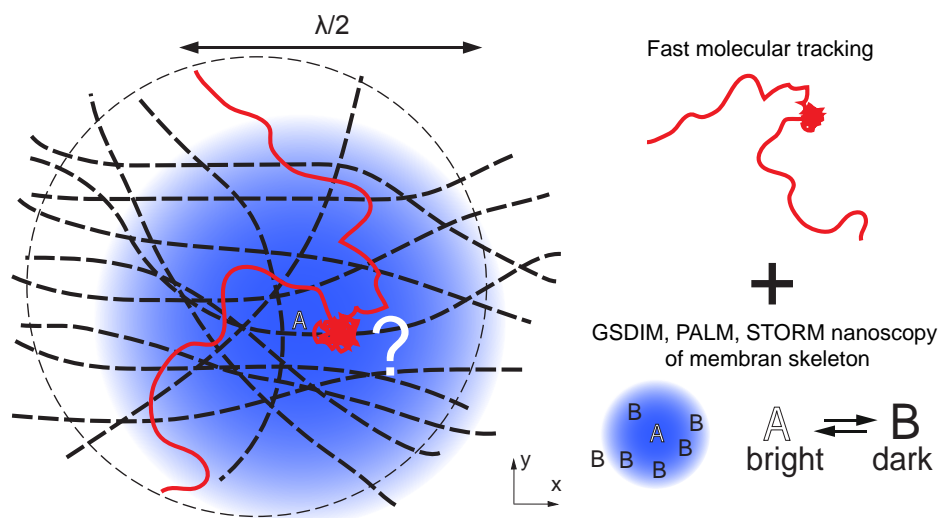 λ/2
A
?
y
x
Fast molecular tracking
+
GSDIM, PALM, STORM nanoscopy
of membran skeleton
B
B
A
B
B
B
B
A
B
bright
dark